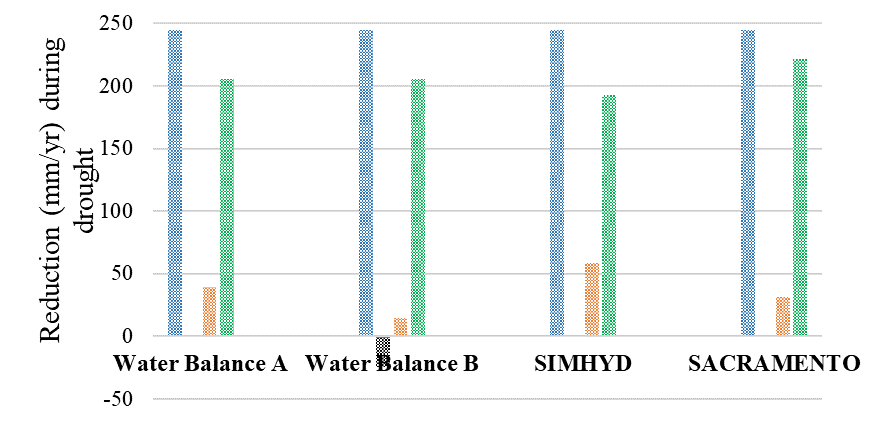 Reduction (mm/yr) during
drought
250
200
150
100
50
0
-50
Water Balance A
Water Balance B
SIMHYD
SACRAMENTO